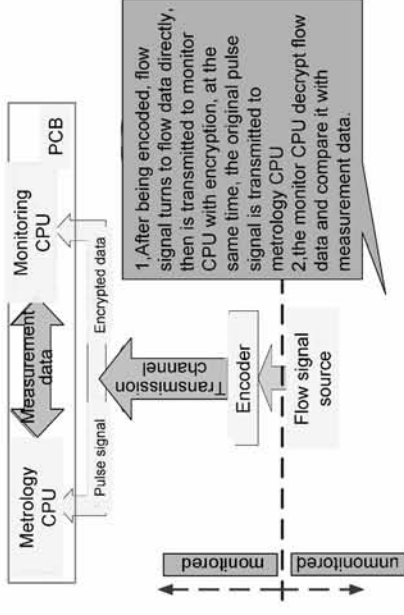 Metrology
CPU
Measurement
data
Monitoring
CPU
PCB
Pulse signal
Encrypted data
Transmission
channel
Encoder
Flow signal
source
monitored
unmonitored
1,After being encoded, flow
signal turns to flow data directly,
then is transmitted to monitor
CPU with encryption, at the
same time, the original pulse
signal is transmitted to
metrology CPU
2,the monitor CPU decrypt flow
data and compare it with
measurement data.